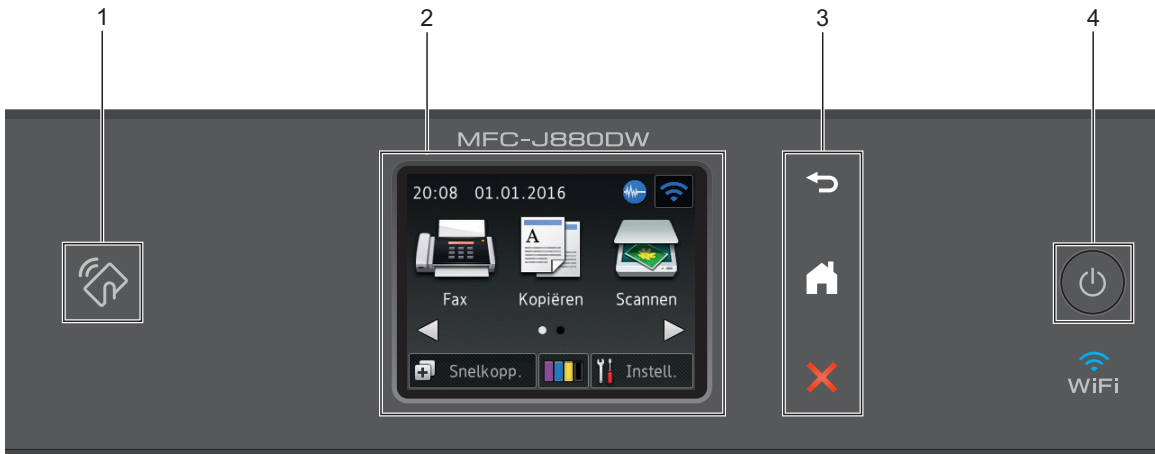 1 2 3 4
MFC-J880DW
20:08 01.01.2016
A
Fax Kopiëren Scannen
Snelkopp. Instell.
WiFi